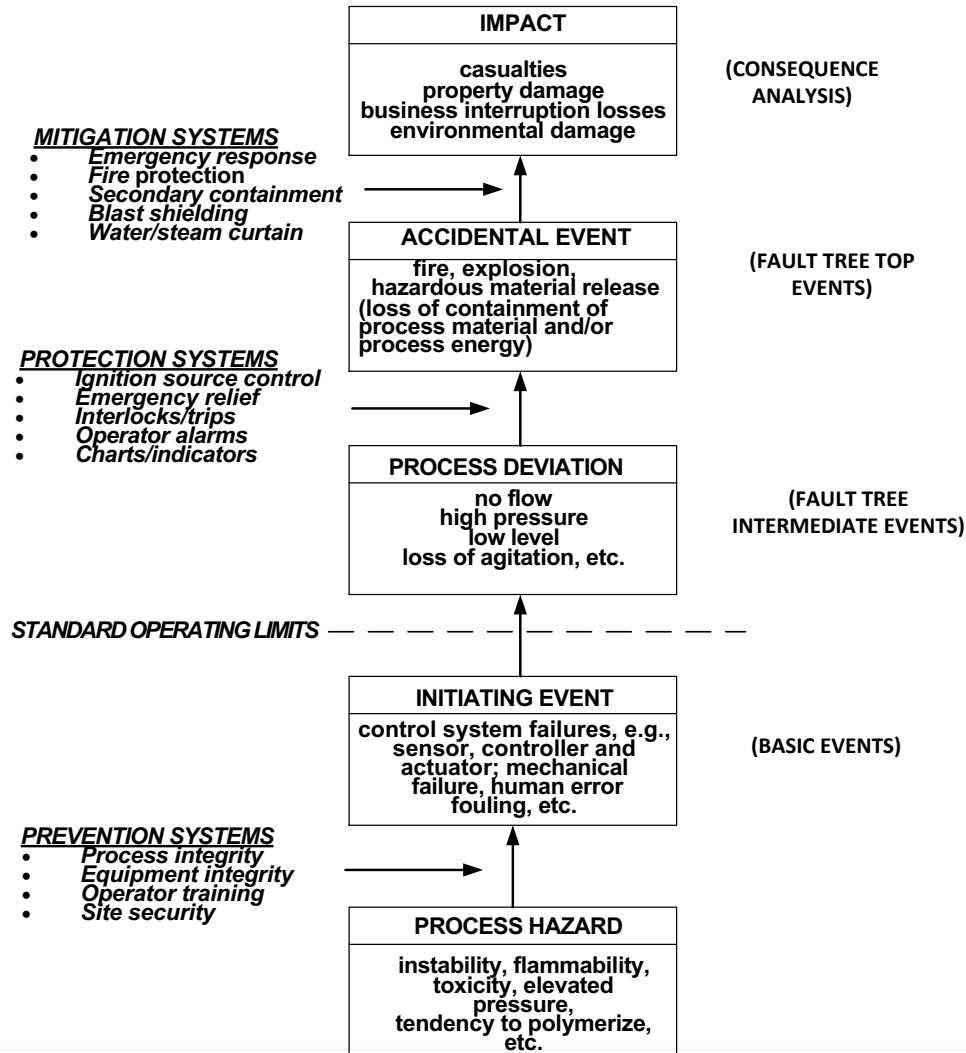 IMPACT
casualties
property damage
business interruption losses
environmental damage
(CONSEQUENCE
ANALYSIS)
MITIGATION SYSTEMS
• Emergency response
• Fire protection
• Secondary containment
• Blast shielding
• Water/steam curtain
ACCIDENTAL EVENT
fire, explosion,
hazardous material release
(loss of containment of
process material and/or
process energy)
(FAULT TREE TOP
EVENTS)
PROTECTION SYSTEMS
• Ignition source control
• Emergency relief
• Interlocks/trips
• Operator alarms
• Charts/indicators
PROCESS DEVIATION
no flow
high pressure
low level
loss of agitation, etc.
(FAULT TREE
INTERMEDIATE EVENTS)
STANDARD OPERATING LIMITS
INITIATING EVENT
control system failures, e.g.,
sensor, controller and
actuator; mechanical
failure, human error
fouling, etc.
(BASIC EVENTS)
PREVENTION SYSTEMS
• Process integrity
• Equipment integrity
• Operator training
• Site security
PROCESS HAZARD
instability, flammability,
toxicity, elevated
pressure,
tendency to polymerize,
etc.